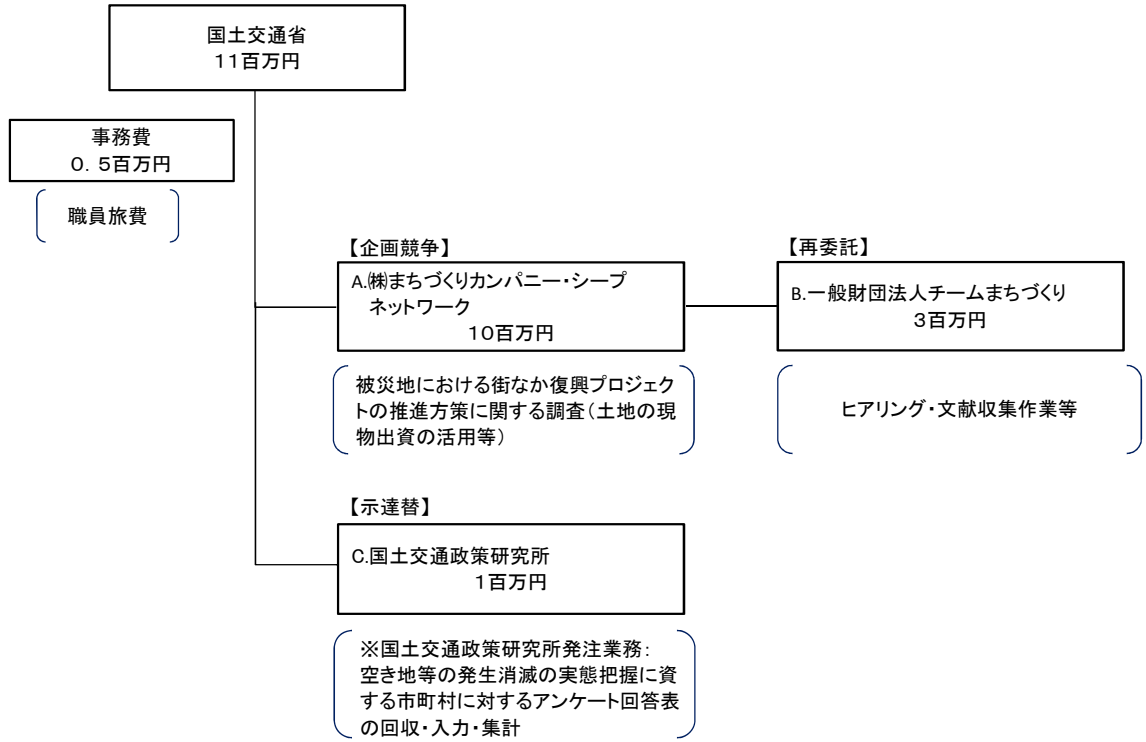 国土交通省
11百万円
事務費
0．5百万円
職員旅費
【企画競争】
A.㈱まちづくりカンパニー・シープ
ネットワーク
10百万円
【再委託】
B.一般財団法人チームまちづくり
3百万円
被災地における街なか復興プロジェク
トの推進方策に関する調査（土地の現
物出資の活用等）
ヒアリング・文献収集作業等
【示達替】
C.国土交通政策研究所
1百万円
※国土交通政策研究所発注業務：
空き地等の発生消滅の実態把握に資
する市町村に対するアンケート回答表
の回収・入力・集計